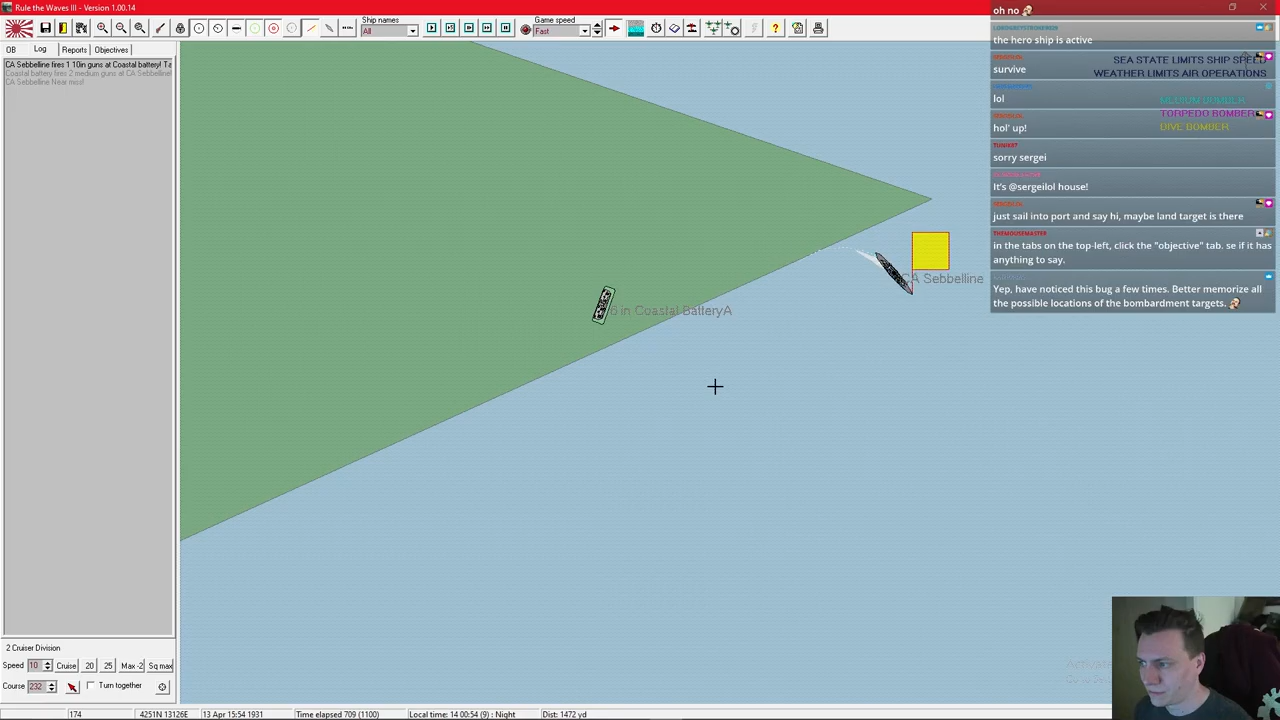 Rule the Waves III - Version 1.00.14
Ship names
All
Game speed
Fast
OB
Log
Reports
Objectives
CA Sebbelline fires 1 10in guns at Coastal battery! Ta
Coastal battery fires 2 medium guns at CA Sebbelline!
CA Sebbelline Near miss!
CA Sebbelline
6 in Coastal BatteryA
oh no
the hero ship is active
survive
SEA STATE LIMITS SHIP SPEED
WEATHER LIMITS AIR OPERATIONS
lol
MEDIUM BOMBER
TORPEDO BOMBER
DIVE BOMBER
hol' up!
sorry sergei
It's @sergeilol house!
just sail into port and say hi, maybe land target is there
THEMOUSEMASTER
in the tabs on the top-left, click the "objective" tab. se if it has
anything to say.
Yep, have noticed this bug a few times. Better memorize all
the possible locations of the bombardment targets.
2 Cruiser Division
Speed 10 Cruise 20 25 Max -2 Sq max
Course 232 Turn together
174
4251N 13126E
13 Apr 15:54 1931
Time elapsed 709 (1100)
Local time: 14 00:54 (9) : Night
Dist: 1472 yd